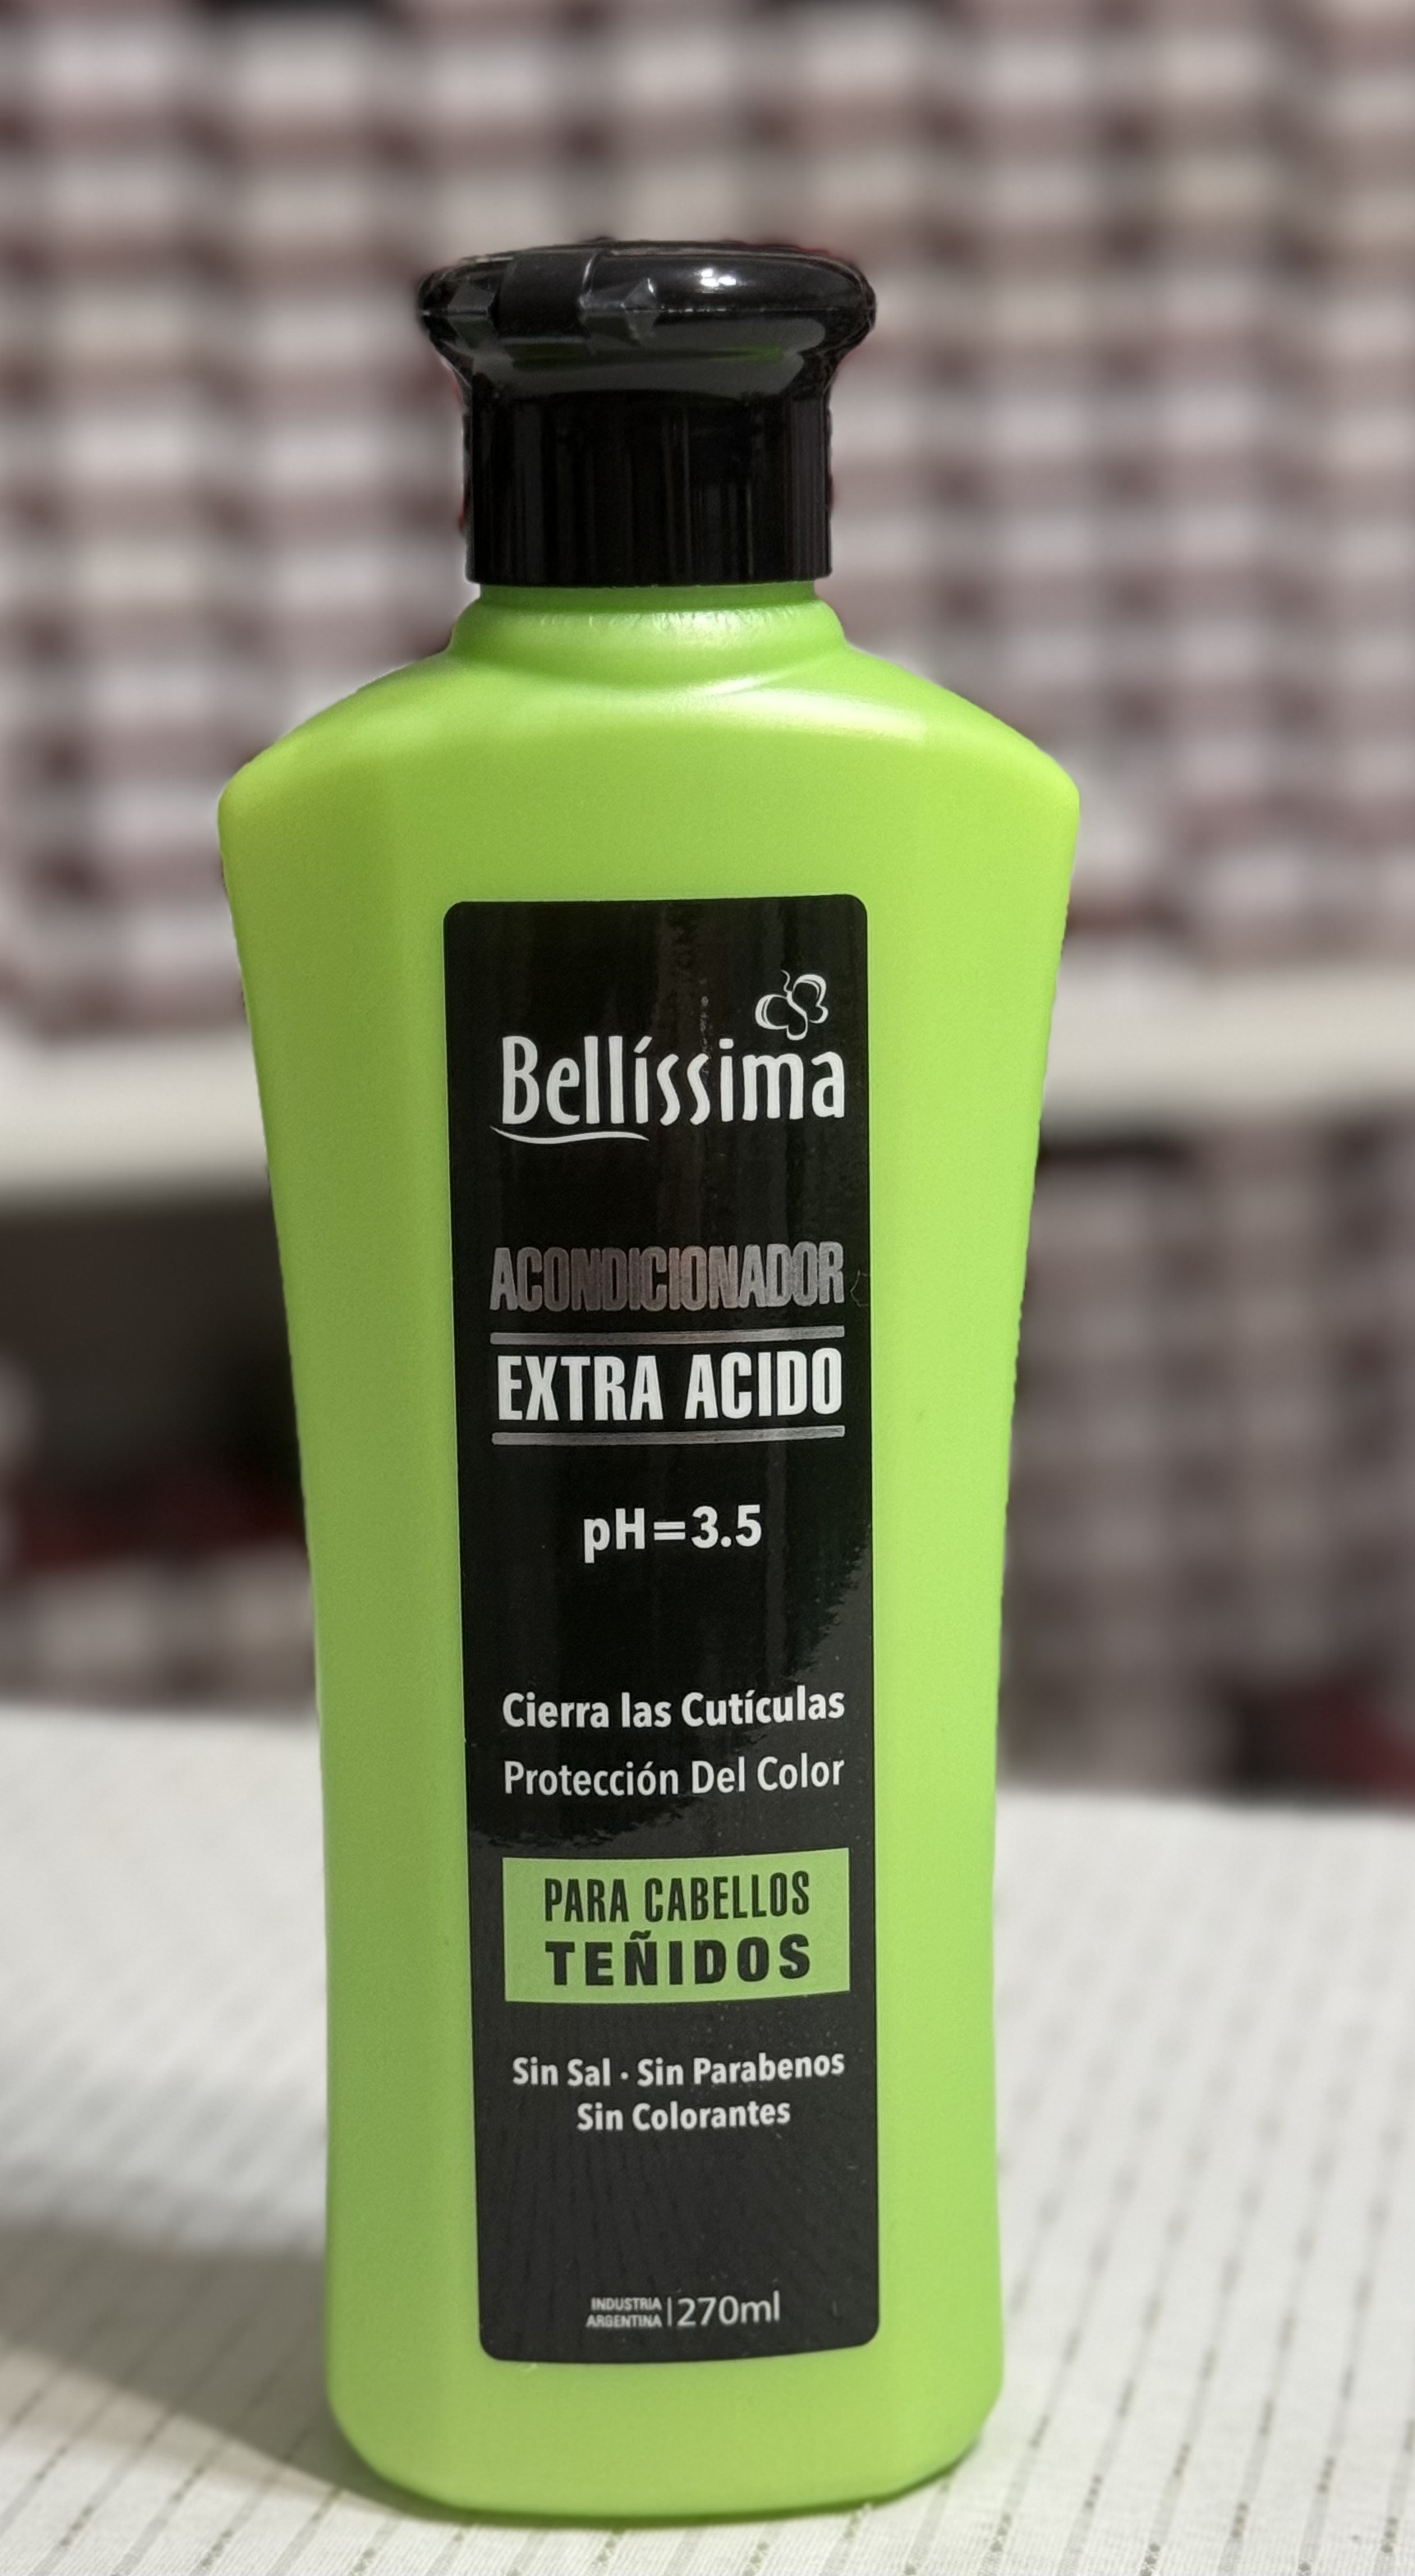 Bellíssima
ACONDICIONADOR
EXTRA ACIDO
pH=3.5
Cierra las Cutículas
Protección Del Color
PARA CABELLOS
TEÑIDOS
Sin Sal · Sin Parabenos
Sin Colorantes
INDUSTRIA
ARGENTINA | 270ml